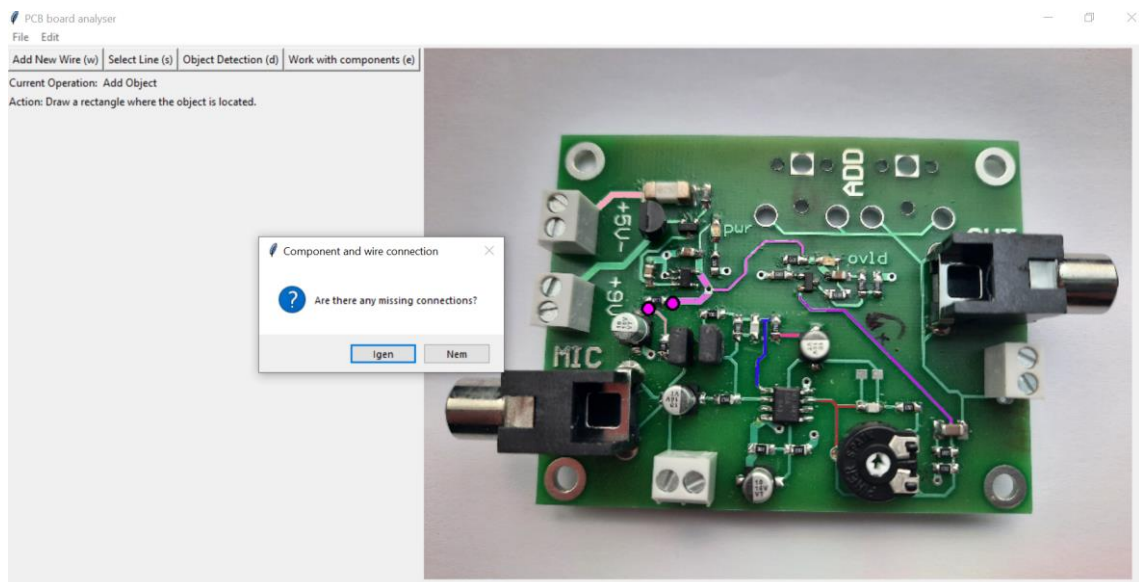 PCB board analyser
File Edit
Add New Wire (w) Select Line (s) Object Detection (d) Work with components (e)
Current Operation: Add Object
Action: Draw a rectangle where the object is located.
Component and wire connection
Are there any missing connections?
Igen Nem
ADD
+5V-
pwr
OUT
ovld
+9V
MIC